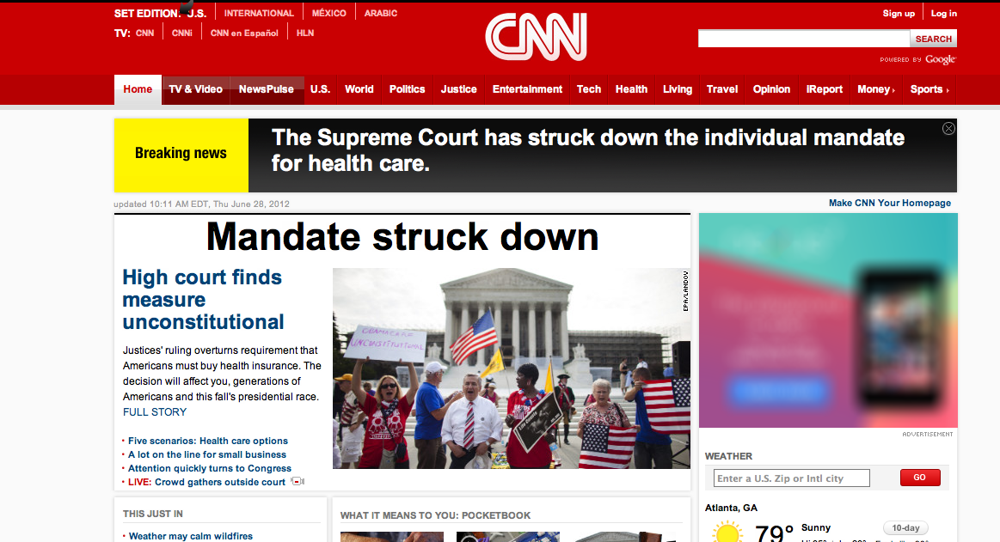 SET EDITION: U.S.
INTERNATIONAL
MÉXICO
ARABIC
TV:
CNN
CNNi
CNN en Español
HLN
CNN
Sign up
Log in
SEARCH
POWERED BY Google
Home
TV & Video
NewsPulse
U.S.
World
Politics
Justice
Entertainment
Tech
Health
Living
Travel
Opinion
iReport
Money
Sports
Breaking news
The Supreme Court has struck down the individual mandate
for health care.
updated 10:11 AM EDT, Thu June 28, 2012
Make CNN Your Homepage
Mandate struck down
High court finds
measure
unconstitutional
Justices' ruling overturns requirement that
Americans must buy health insurance. The
decision will affect you, generations of
Americans and this fall's presidential race.
FULL STORY
Five scenarios: Health care options
A lot on the line for small business
Attention quickly turns to Congress
LIVE: Crowd gathers outside court
EPA/LANDOV
OBAMACARE
UNCONSTITUTIONAL
ADVERTISEMENT
WEATHER
Enter a U.S. Zip or Intl city
GO
Atlanta, GA
79°
Sunny
10-day
THIS JUST IN
Weather may calm wildfires
WHAT IT MEANS TO YOU: POCKETBOOK